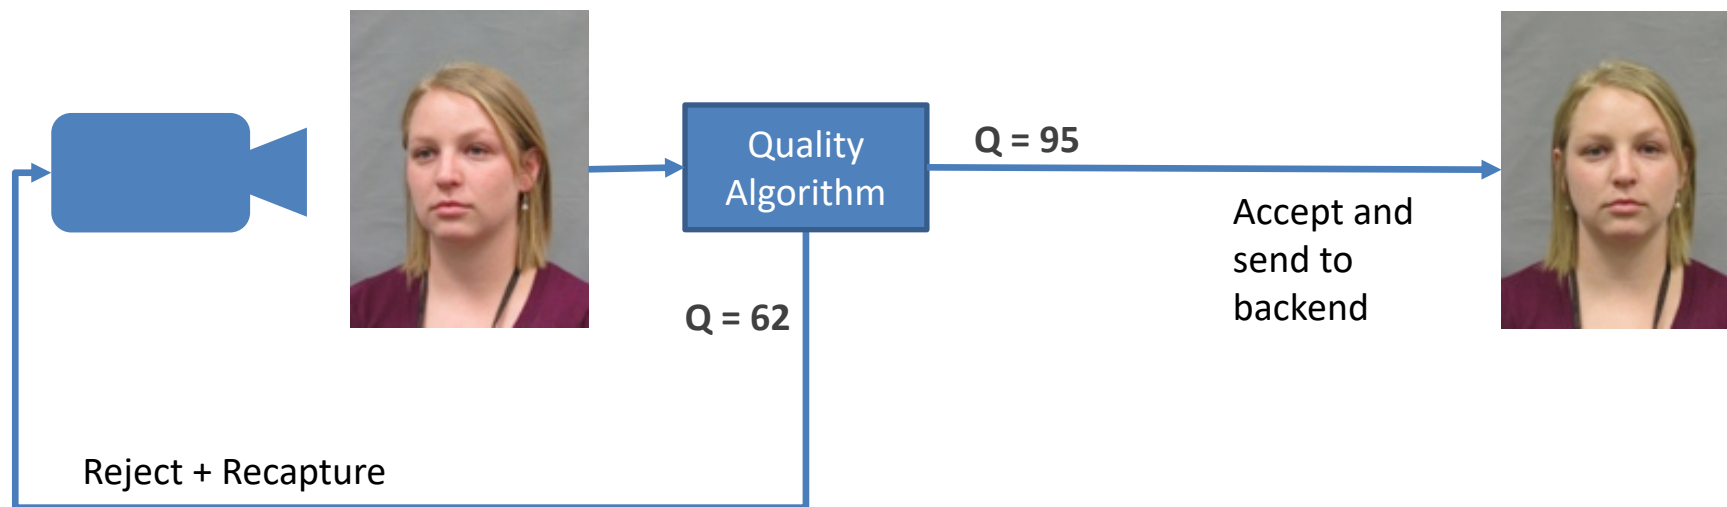 Quality
Algorithm
Q = 95
Accept and
send to
backend
Q = 62
Reject + Recapture